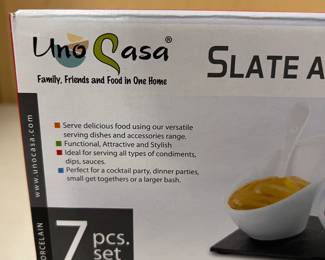 Uno Casa®
Family, Friends and Food in One Home
SLATE A
Serve delicious food using our versatile
serving dishes and accessories range.
Functional, Attractive and Stylish
Ideal for serving all types of condiments,
dips, sauces.
Perfect for a cocktail party, dinner parties,
small get togethers or a larger bash.
www.unocasa.com
PORCELAIN
7 pcs.
set